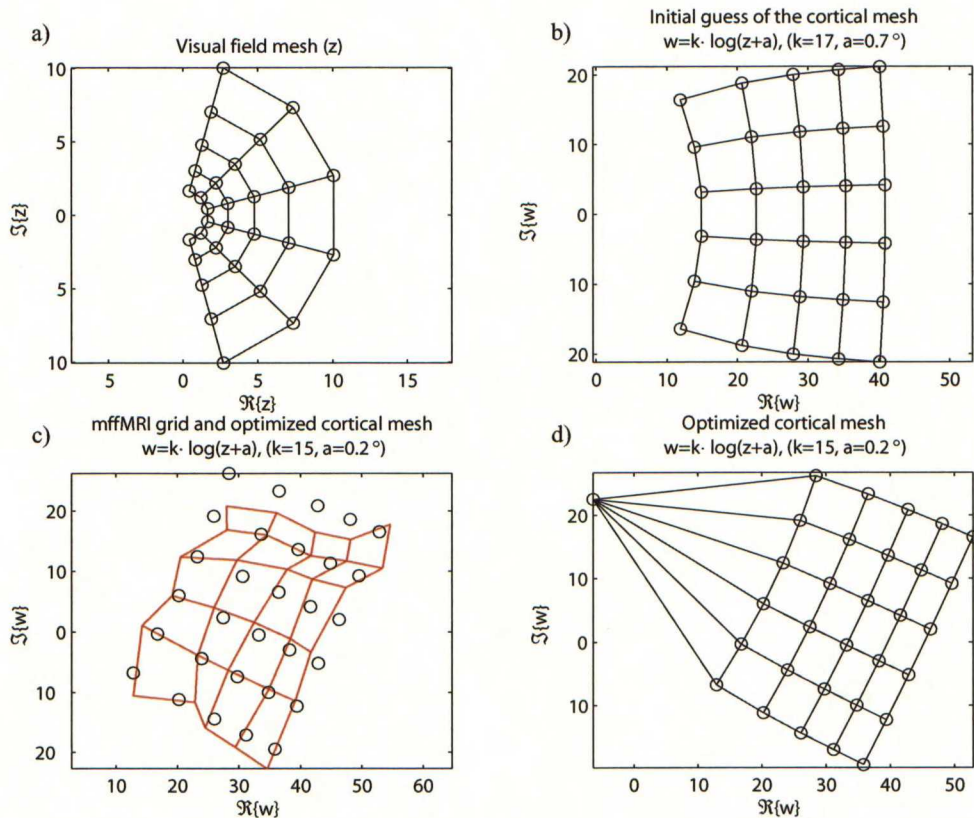 a)
Visual field mesh (z)
10
5
0
5
10
ℑ{z}
5 0 5 10 15
ℜ{z}
b)
Initial guess of the cortical mesh
w=k· log(z+a), (k=17, a=0.7°)
20
10
0
10
20
ℑ{w}
0 10 20 30 40 50
ℜ{w}
c)
mffMRI grid and optimized cortical mesh
w=k· log(z+a), (k=15, a=0.2°)
20
10
0
10
20
ℑ{w}
10 20 30 40 50 60
ℜ{w}
d)
Optimized cortical mesh
w=k· log(z+a), (k=15, a=0.2°)
20
10
0
10
ℑ{w}
0 10 20 30 40 50
ℜ{w}